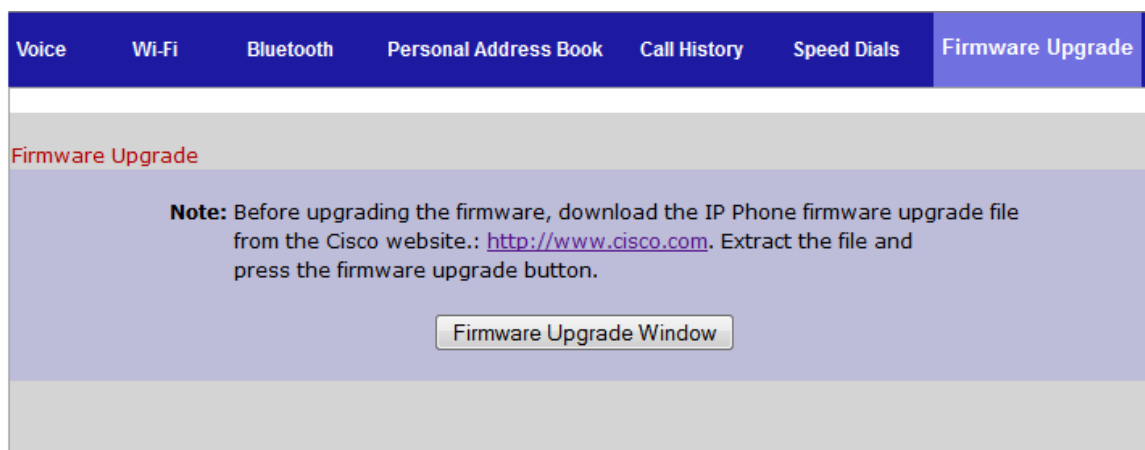 Voice Wi-Fi Bluetooth Personal Address Book Call History Speed Dials Firmware Upgrade
Firmware Upgrade
Note: Before upgrading the firmware, download the IP Phone firmware upgrade file
from the Cisco website.: http://www.cisco.com. Extract the file and
press the firmware upgrade button.
Firmware Upgrade Window